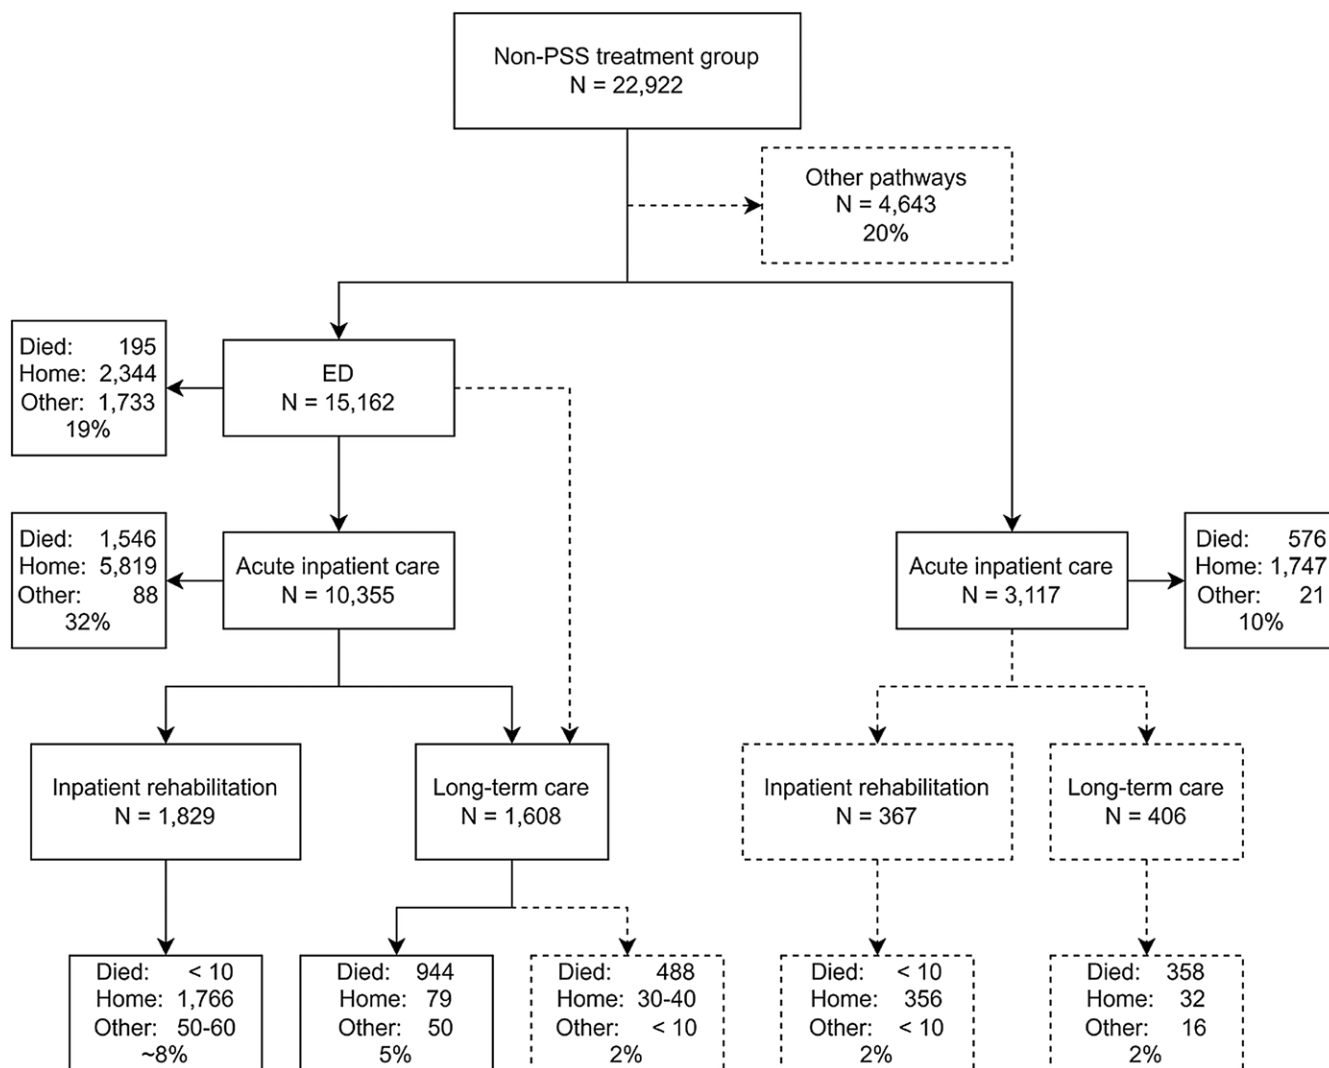 Non-PSS treatment group
N = 22,922
Other pathways
N = 4,643
20%
Died: 195
Home: 2,344
Other: 1,733
19%
ED
N = 15,162
Died: 1,546
Home: 5,819
Other: 88
32%
Acute inpatient care
N = 10,355
Acute inpatient care
N = 3,117
Died: 576
Home: 1,747
Other: 21
10%
Inpatient rehabilitation
N = 1,829
Long-term care
N = 1,608
Inpatient rehabilitation
N = 367
Long-term care
N = 406
Died: < 10
Home: 1,766
Other: 50-60
~8%
Died: 944
Home: 79
Other: 50
5%
Died: 488
Home: 30-40
Other: < 10
2%
Died: < 10
Home: 356
Other: < 10
2%
Died: 358
Home: 32
Other: 16
2%